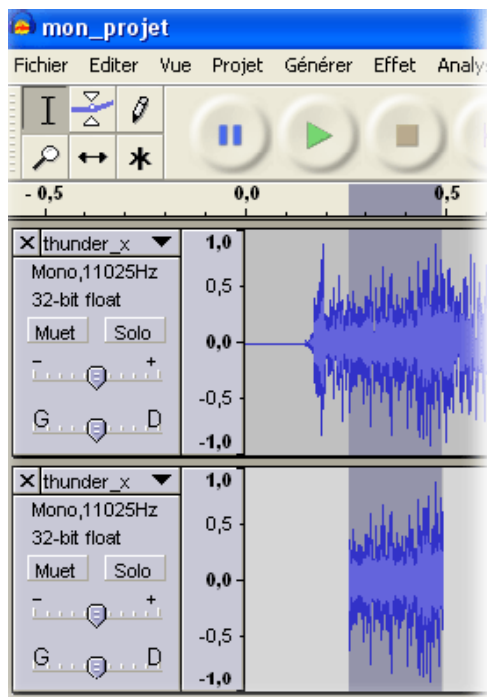 mon_projet
Fichier Editer Vue Projet Générer Effet Analy
- 0,5 0,0 0,5
thunder_x
Mono,11025Hz
32-bit float
Muet Solo
- +
G D
1,0
0,5
0,0
-0,5
-1,0
thunder_x
Mono,11025Hz
32-bit float
Muet Solo
- +
G D
1,0
0,5
0,0
-0,5
-1,0